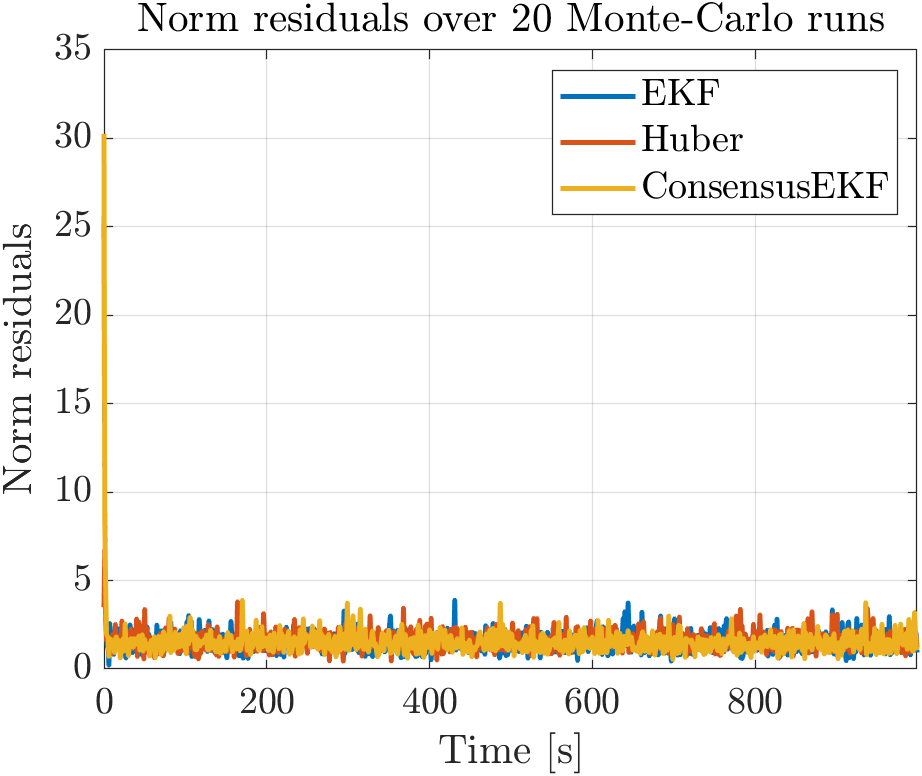 Norm residuals over 20 Monte-Carlo runs
35
30
25
20
15
10
5
0
Norm residuals
EKF
Huber
ConsensusEKF
0 200 400 600 800
Time [s]